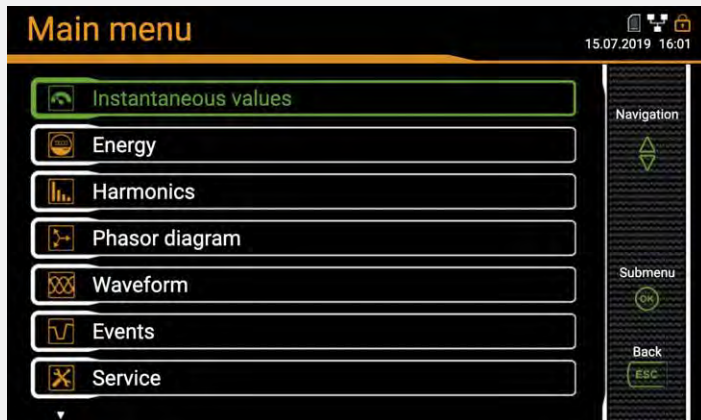 Main menu
15.07.2019 16:01
Instantaneous values
Energy
Harmonics
Phasor diagram
Waveform
Events
Service
Navigation
Submenu
OK
Back
ESC